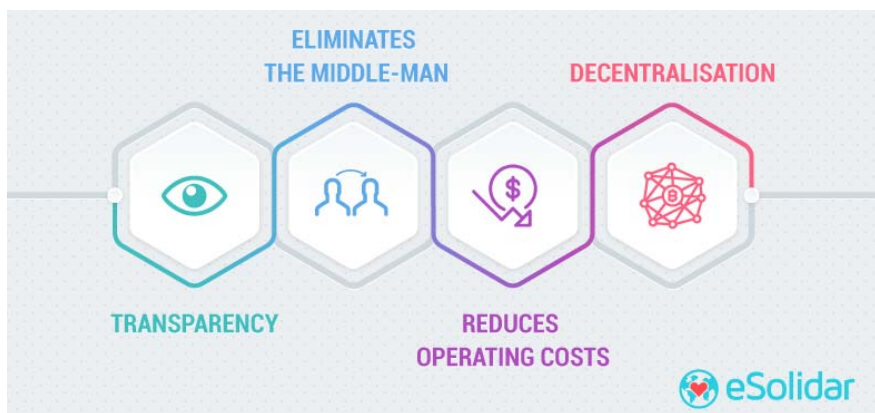 ELIMINATES
THE MIDDLE-MAN
DECENTRALISATION
$
TRANSPARENCY
REDUCES
OPERATING COSTS
eSolidar